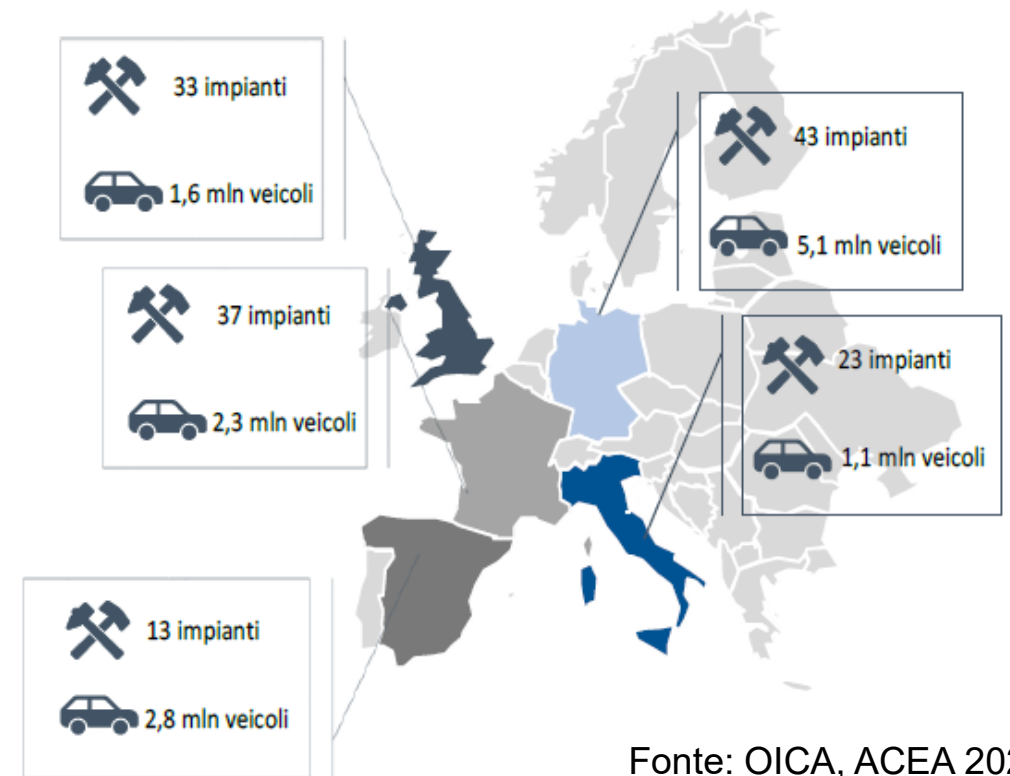 33 impianti
1,6 mln veicoli
43 impianti
5,1 mln veicoli
37 impianti
2,3 mln veicoli
23 impianti
1,1 mln veicoli
13 impianti
2,8 mln veicoli
Fonte: OICA, ACEA